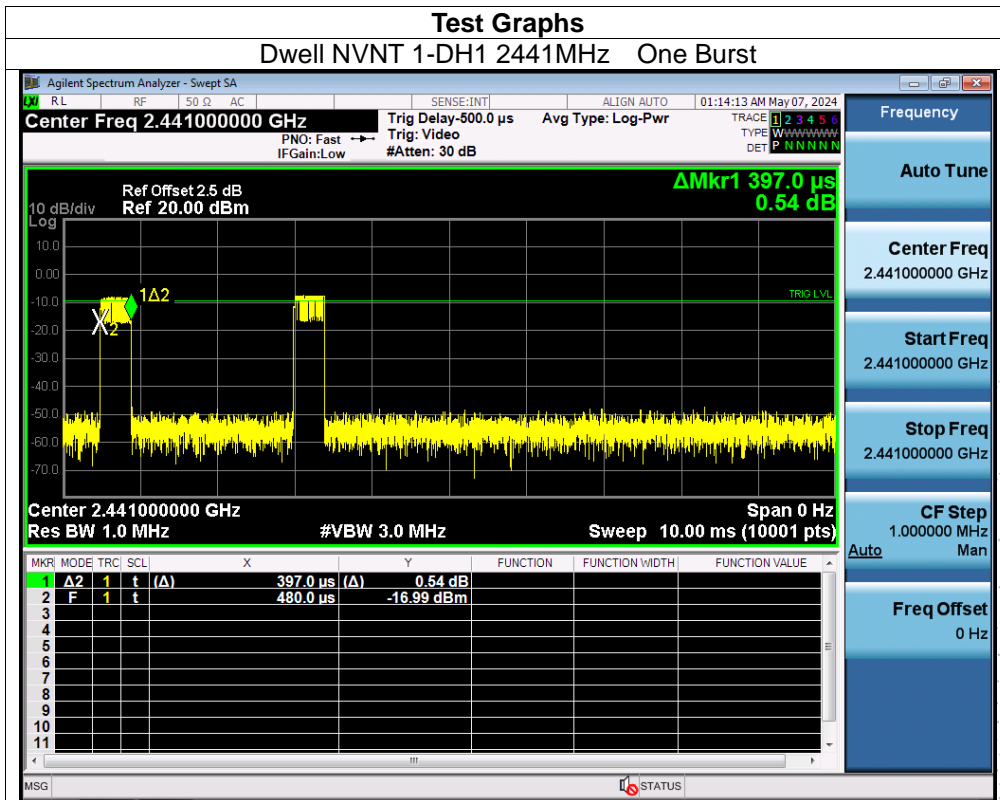 Test Graphs
Dwell NVNT 1-DH1 2441MHz One Burst
Agilent Spectrum Analyzer - Swept SA
LXI RL RF 50 Ω AC SENSE:INT ALIGN AUTO 01:14:13 AM May 07, 2024
Center Freq 2.441000000 GHz Trig Delay-500.0 µs Avg Type: Log-Pwr TRACE 1 2 3 4 5 6
PNO: Fast Trig: Video TYPE WWWWWWW
IFGain:Low #Atten: 30 dB DET P N N N N N
Frequency
Auto Tune
ΔMkr1 397.0 µs
0.54 dB
Ref Offset 2.5 dB
10 dB/div Ref 20.00 dBm
Log
10.0
0.00
-10.0
-20.0
-30.0
-40.0
-50.0
-60.0
-70.0
1Δ2
X2
TRIG LVL
Center 2.441000000 GHz Span 0 Hz
Res BW 1.0 MHz #VBW 3.0 MHz Sweep 10.00 ms (10001 pts)
MKR MODE TRC SCL X Y FUNCTION FUNCTION WIDTH FUNCTION VALUE
1 Δ2 1 t (Δ) 397.0 µs (Δ) 0.54 dB
2 F 1 t 480.0 µs -16.99 dBm
3
4
5
6
7
8
9
10
11
Center Freq
2.441000000 GHz
Start Freq
2.441000000 GHz
Stop Freq
2.441000000 GHz
CF Step
1.000000 MHz
Auto Man
Freq Offset
0 Hz
MSG STATUS